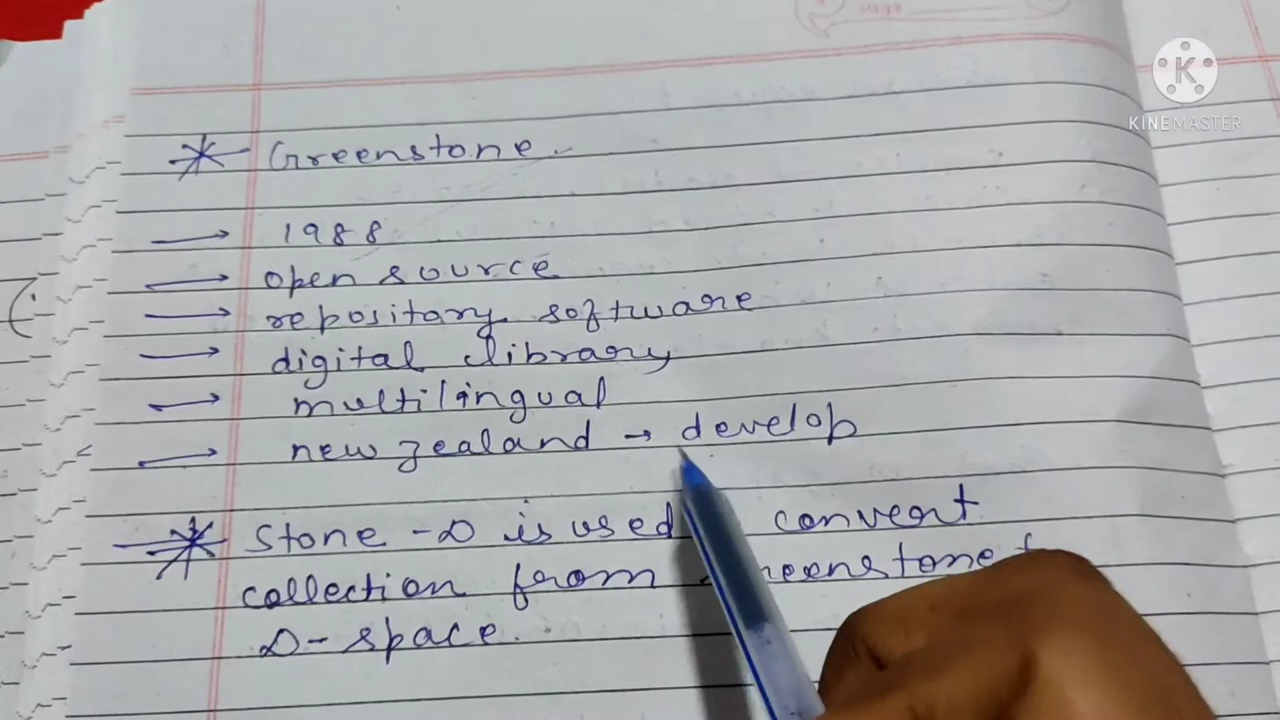 Page
KINEMASTER
* Greenstone.
→ 1988
→ open source
→ repository software
→ digital library
→ multilingual
→ new zealand → develop
* Stone-D is used convert
collection from
D-space.